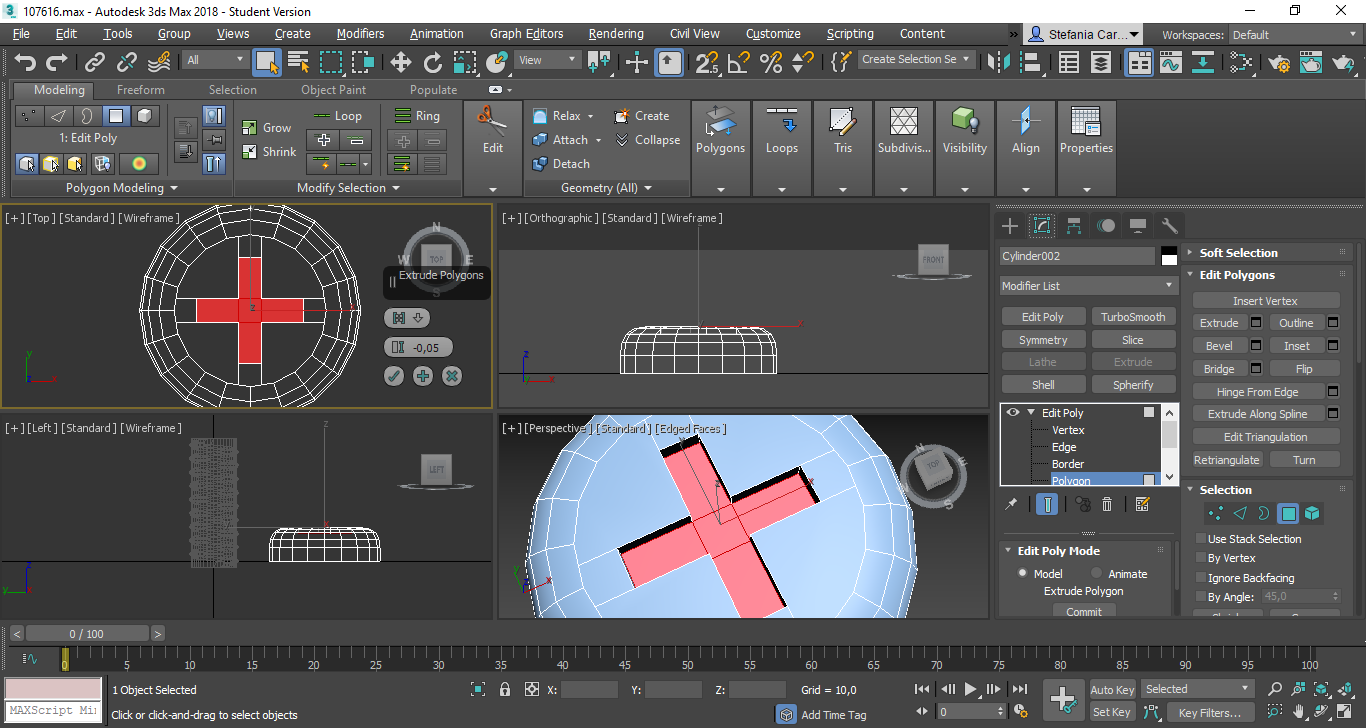 107616.max - Autodesk 3ds Max 2018 - Student Version
File Edit Tools Group Views Create Modifiers Animation Graph Editors Rendering Civil View Customize Scripting Content » Stefania Car... Workspaces: Default
All View Create Selection Se
Modeling Freeform Selection Object Paint Populate
1: Edit Poly
Polygon Modeling
Grow
Shrink
Loop
Ring
Modify Selection
Edit
Relax Create
Attach Collapse
Detach
Geometry (All)
Polygons Loops Tris Subdivis... Visibility Align Properties
[+] [Top] [Standard] [Wireframe]
N
W TOP E
S
Extrude Polygons
-0,05
z
x
y
z x
[+] [Orthographic] [Standard] [Wireframe]
FRONT
z
x
z
y x
[+] [Left] [Standard] [Wireframe]
LEFT
z
x
z
y
[+] [Perspective] [Standard] [Edged Faces]
N
W TOP E
S
y z x
y z x
Cylinder002
Modifier List
Edit Poly TurboSmooth
Symmetry Slice
Lathe Extrude
Shell Spherify
Edit Poly
Vertex
Edge
Border
Polygon
Edit Poly Mode
Model Animate
Extrude Polygon
Commit
Soft Selection
Edit Polygons
Insert Vertex
Extrude Outline
Bevel Inset
Bridge Flip
Hinge From Edge
Extrude Along Spline
Edit Triangulation
Retriangulate Turn
Selection
Use Stack Selection
By Vertex
Ignore Backfacing
By Angle: 45,0
< 0 / 100 >
0 5 10 15 20 25 30 35 40 45 50 55 60 65 70 75 80 85 90 95 100
1 Object Selected X: Y: Z: Grid = 10,0 Auto Key Selected
MAXScript Mi
Click or click-and-drag to select objects Add Time Tag 0 Set Key Key Filters...